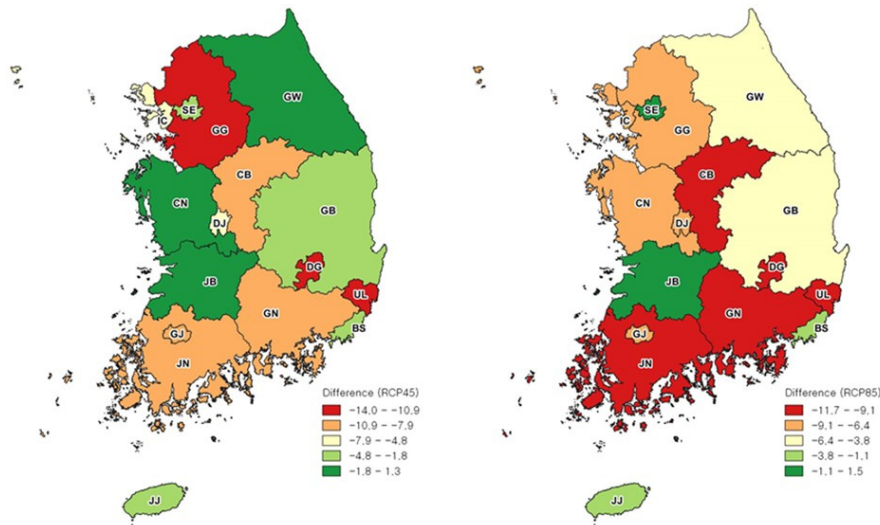 GW
SE
IC
GG
CB
CN
GB
DJ
DG
JB
UL
GN
BS
GJ
JN
JJ
Difference (RCP45)
-14.0 - -10.9
-10.9 - -7.9
-7.9 - -4.8
-4.8 - -1.8
-1.8 - 1.3
GW
SE
IC
GG
CB
CN
GB
DJ
DG
JB
UL
GN
BS
GJ
JN
JJ
Difference (RCP85)
-11.7 - -9.1
-9.1 - -6.4
-6.4 - -3.8
-3.8 - -1.1
-1.1 - 1.5